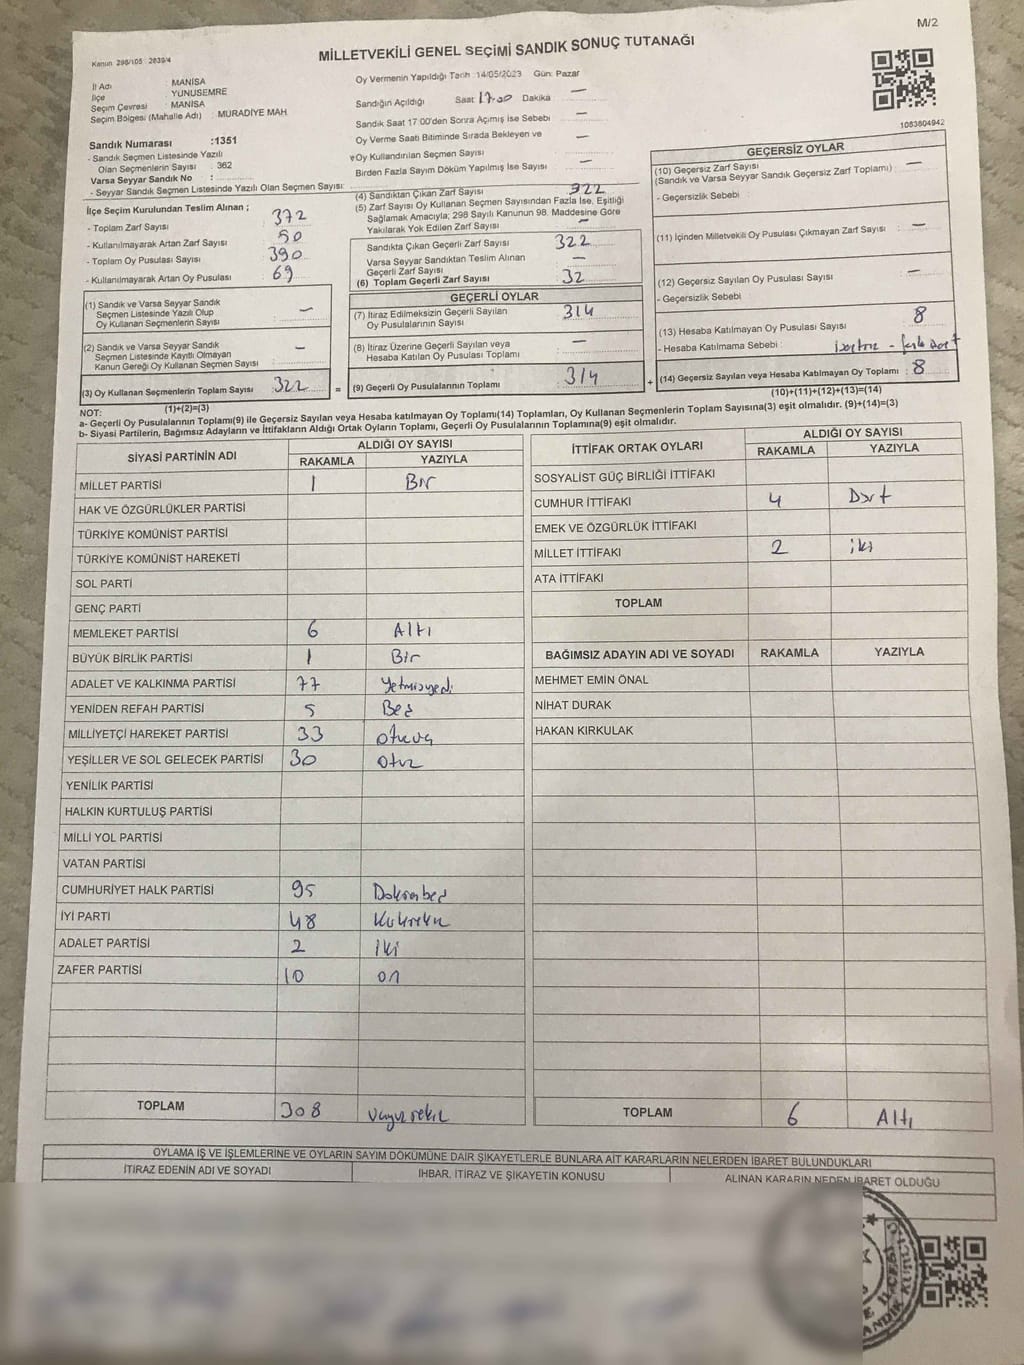 M/2
Kanun 298/105 : 2839/4
MİLLETVEKİLİ GENEL SEÇİMİ SANDIK SONUÇ TUTANAĞI
İl Adı : MANİSA
İlçe : YUNUSEMRE
Seçim Çevresi : MANİSA
Seçim Bölgesi (Mahalle Adı) : MURADİYE MAH
Sandık Numarası :1351
- Sandık Seçmen Listesinde Yazılı
Olan Seçmenlerin Sayısı : 362
Varsa Seyyar Sandık No :
- Seyyar Sandık Seçmen Listesinde Yazılı Olan Seçmen Sayısı:
İlçe Seçim Kurulundan Teslim Alınan ;
- Toplam Zarf Sayısı 372
- Kullanılmayarak Artan Zarf Sayısı 50
- Toplam Oy Pusulası Sayısı 390
- Kullanılmayarak Artan Oy Pusulası 69
(1) Sandık ve Varsa Seyyar Sandık
Seçmen Listesinde Yazılı Olup
Oy Kullanan Seçmenlerin Sayısı —
(2) Sandık ve Varsa Seyyar Sandık
Seçmen Listesinde Kayıtlı Olmayan
Kanun Gereği Oy Kullanan Seçmen Sayısı —
(3) Oy Kullanan Seçmenlerin Toplam Sayısı 322
(1)+(2)=(3)
Oy Vermenin Yapıldığı Tarih :14/05/2023 Gün: Pazar
Sandığın Açıldığı Saat 17.00 Dakika —
Sandık Saat 17:00'den Sonra Açımış İse Sebebi —
Oy Verme Saati Bitiminde Sırada Bekleyen ve
Oy Kullandırılan Seçmen Sayısı —
Birden Fazla Sayım Döküm Yapılmış İse Sayısı —
(4) Sandıktan Çıkan Zarf Sayısı 322
(5) Zarf Sayısı Oy Kullanan Seçmen Sayısından Fazla İse, Eşitliği
Sağlamak Amacıyla; 298 Sayılı Kanunun 98. Maddesine Göre
Yakılarak Yok Edilen Zarf Sayısı —
Sandıkta Çıkan Geçerli Zarf Sayısı 322
Varsa Seyyar Sandıktan Teslim Alınan
Geçerli Zarf Sayısı —
(6) Toplam Geçerli Zarf Sayısı 32
GEÇERLİ OYLAR
(7) İtiraz Edilmeksizin Geçerli Sayılan
Oy Pusulalarının Sayısı 314
(8) İtiraz Üzerine Geçerli Sayılan veya
Hesaba Katılan Oy Pusulası Toplamı —
= (9) Geçerli Oy Pusulalarının Toplamı 314 +
1083804942
GEÇERSİZ OYLAR
(10) Geçersiz Zarf Sayısı
(Sandık ve Varsa Seyyar Sandık Geçersiz Zarf Toplamı) : —
- Geçersizlik Sebebi :
(11) İçinden Milletvekili Oy Pusulası Çıkmayan Zarf Sayısı : —
(12) Geçersiz Sayılan Oy Pusulası Sayısı —
- Geçersizlik Sebebi
(13) Hesaba Katılmayan Oy Pusulası Sayısı 8
- Hesaba Katılmama Sebebi :
(14) Geçersiz Sayılan veya Hesaba Katılmayan Oy Toplamı : 8
(10)+(11)+(12)+(13)=(14)
NOT:
a- Geçerli Oy Pusulalarının Toplamı(9) ile Geçersiz Sayılan veya Hesaba katılmayan Oy Toplamı(14) Toplamları, Oy Kullanan Seçmenlerin Toplam Sayısına(3) eşit olmalıdır. (9)+(14)=(3)
b- Siyasi Partilerin, Bağımsız Adayların ve İttifakların Aldığı Ortak Oyların Toplamı, Geçerli Oy Pusulalarının Toplamına(9) eşit olmalıdır.
SİYASİ PARTİNİN ADI ALDIĞI OY SAYISI
RAKAMLA YAZIYLA
MİLLET PARTİSİ 1 Bir
HAK VE ÖZGÜRLÜKLER PARTİSİ
TÜRKİYE KOMÜNİST PARTİSİ
TÜRKİYE KOMÜNİST HAREKETİ
SOL PARTİ
GENÇ PARTİ
MEMLEKET PARTİSİ 6 Altı
BÜYÜK BİRLİK PARTİSİ 1 Bir
ADALET VE KALKINMA PARTİSİ 77 Yetmişyedi
YENİDEN REFAH PARTİSİ 5 Beş
MİLLİYETÇİ HAREKET PARTİSİ 33 otuzüç
YEŞİLLER VE SOL GELECEK PARTİSİ 30 Otuz
YENİLİK PARTİSİ
HALKIN KURTULUŞ PARTİSİ
MİLLİ YOL PARTİSİ
VATAN PARTİSİ
CUMHURİYET HALK PARTİSİ 95 Doksanbeş
İYİ PARTİ 48 Kırksekiz
ADALET PARTİSİ 2 iki
ZAFER PARTİSİ 10 on
TOPLAM 308 üçyüzsekiz
İTTİFAK ORTAK OYLARI ALDIĞI OY SAYISI
RAKAMLA YAZIYLA
SOSYALİST GÜÇ BİRLİĞİ İTTİFAKI
CUMHUR İTTİFAKI 4 Dört
EMEK VE ÖZGÜRLÜK İTTİFAKI
MİLLET İTTİFAKI 2 iki
ATA İTTİFAKI
TOPLAM
BAĞIMSIZ ADAYIN ADI VE SOYADI RAKAMLA YAZIYLA
MEHMET EMİN ÖNAL
NİHAT DURAK
HAKAN KIRKULAK
TOPLAM 6 Altı
OYLAMA İŞ VE İŞLEMLERİNE VE OYLARIN SAYIM DÖKÜMÜNE DAİR ŞİKAYETLERLE BUNLARA AİT KARARLARIN NELERDEN İBARET BULUNDUKLARI
İTİRAZ EDENİN ADI VE SOYADI İHBAR, İTİRAZ VE ŞİKAYETİN KONUSU ALINAN KARARIN NEDEN İBARET OLDUĞU